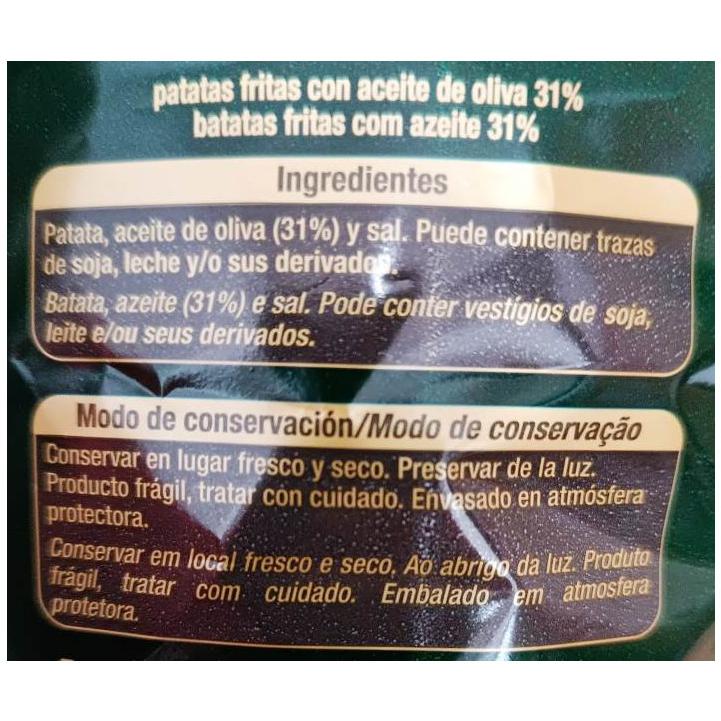 patatas fritas con aceite de oliva 31%
batatas fritas com azeite 31%
Ingredientes
Patata, aceite de oliva (31%) y sal. Puede contener trazas
de soja, leche y/o sus derivados.
Batata, azeite (31%) e sal. Pode conter vestígios de soja,
leite e/ou seus derivados.
Modo de conservación/Modo de conservação
Conservar en lugar fresco y seco. Preservar de la luz.
Producto frágil, tratar con cuidado. Envasado en atmósfera
protectora.
Conservar em local fresco e seco. Ao abrigo da luz. Produto
frágil, tratar com cuidado. Embalado em atmosfera
protetora.